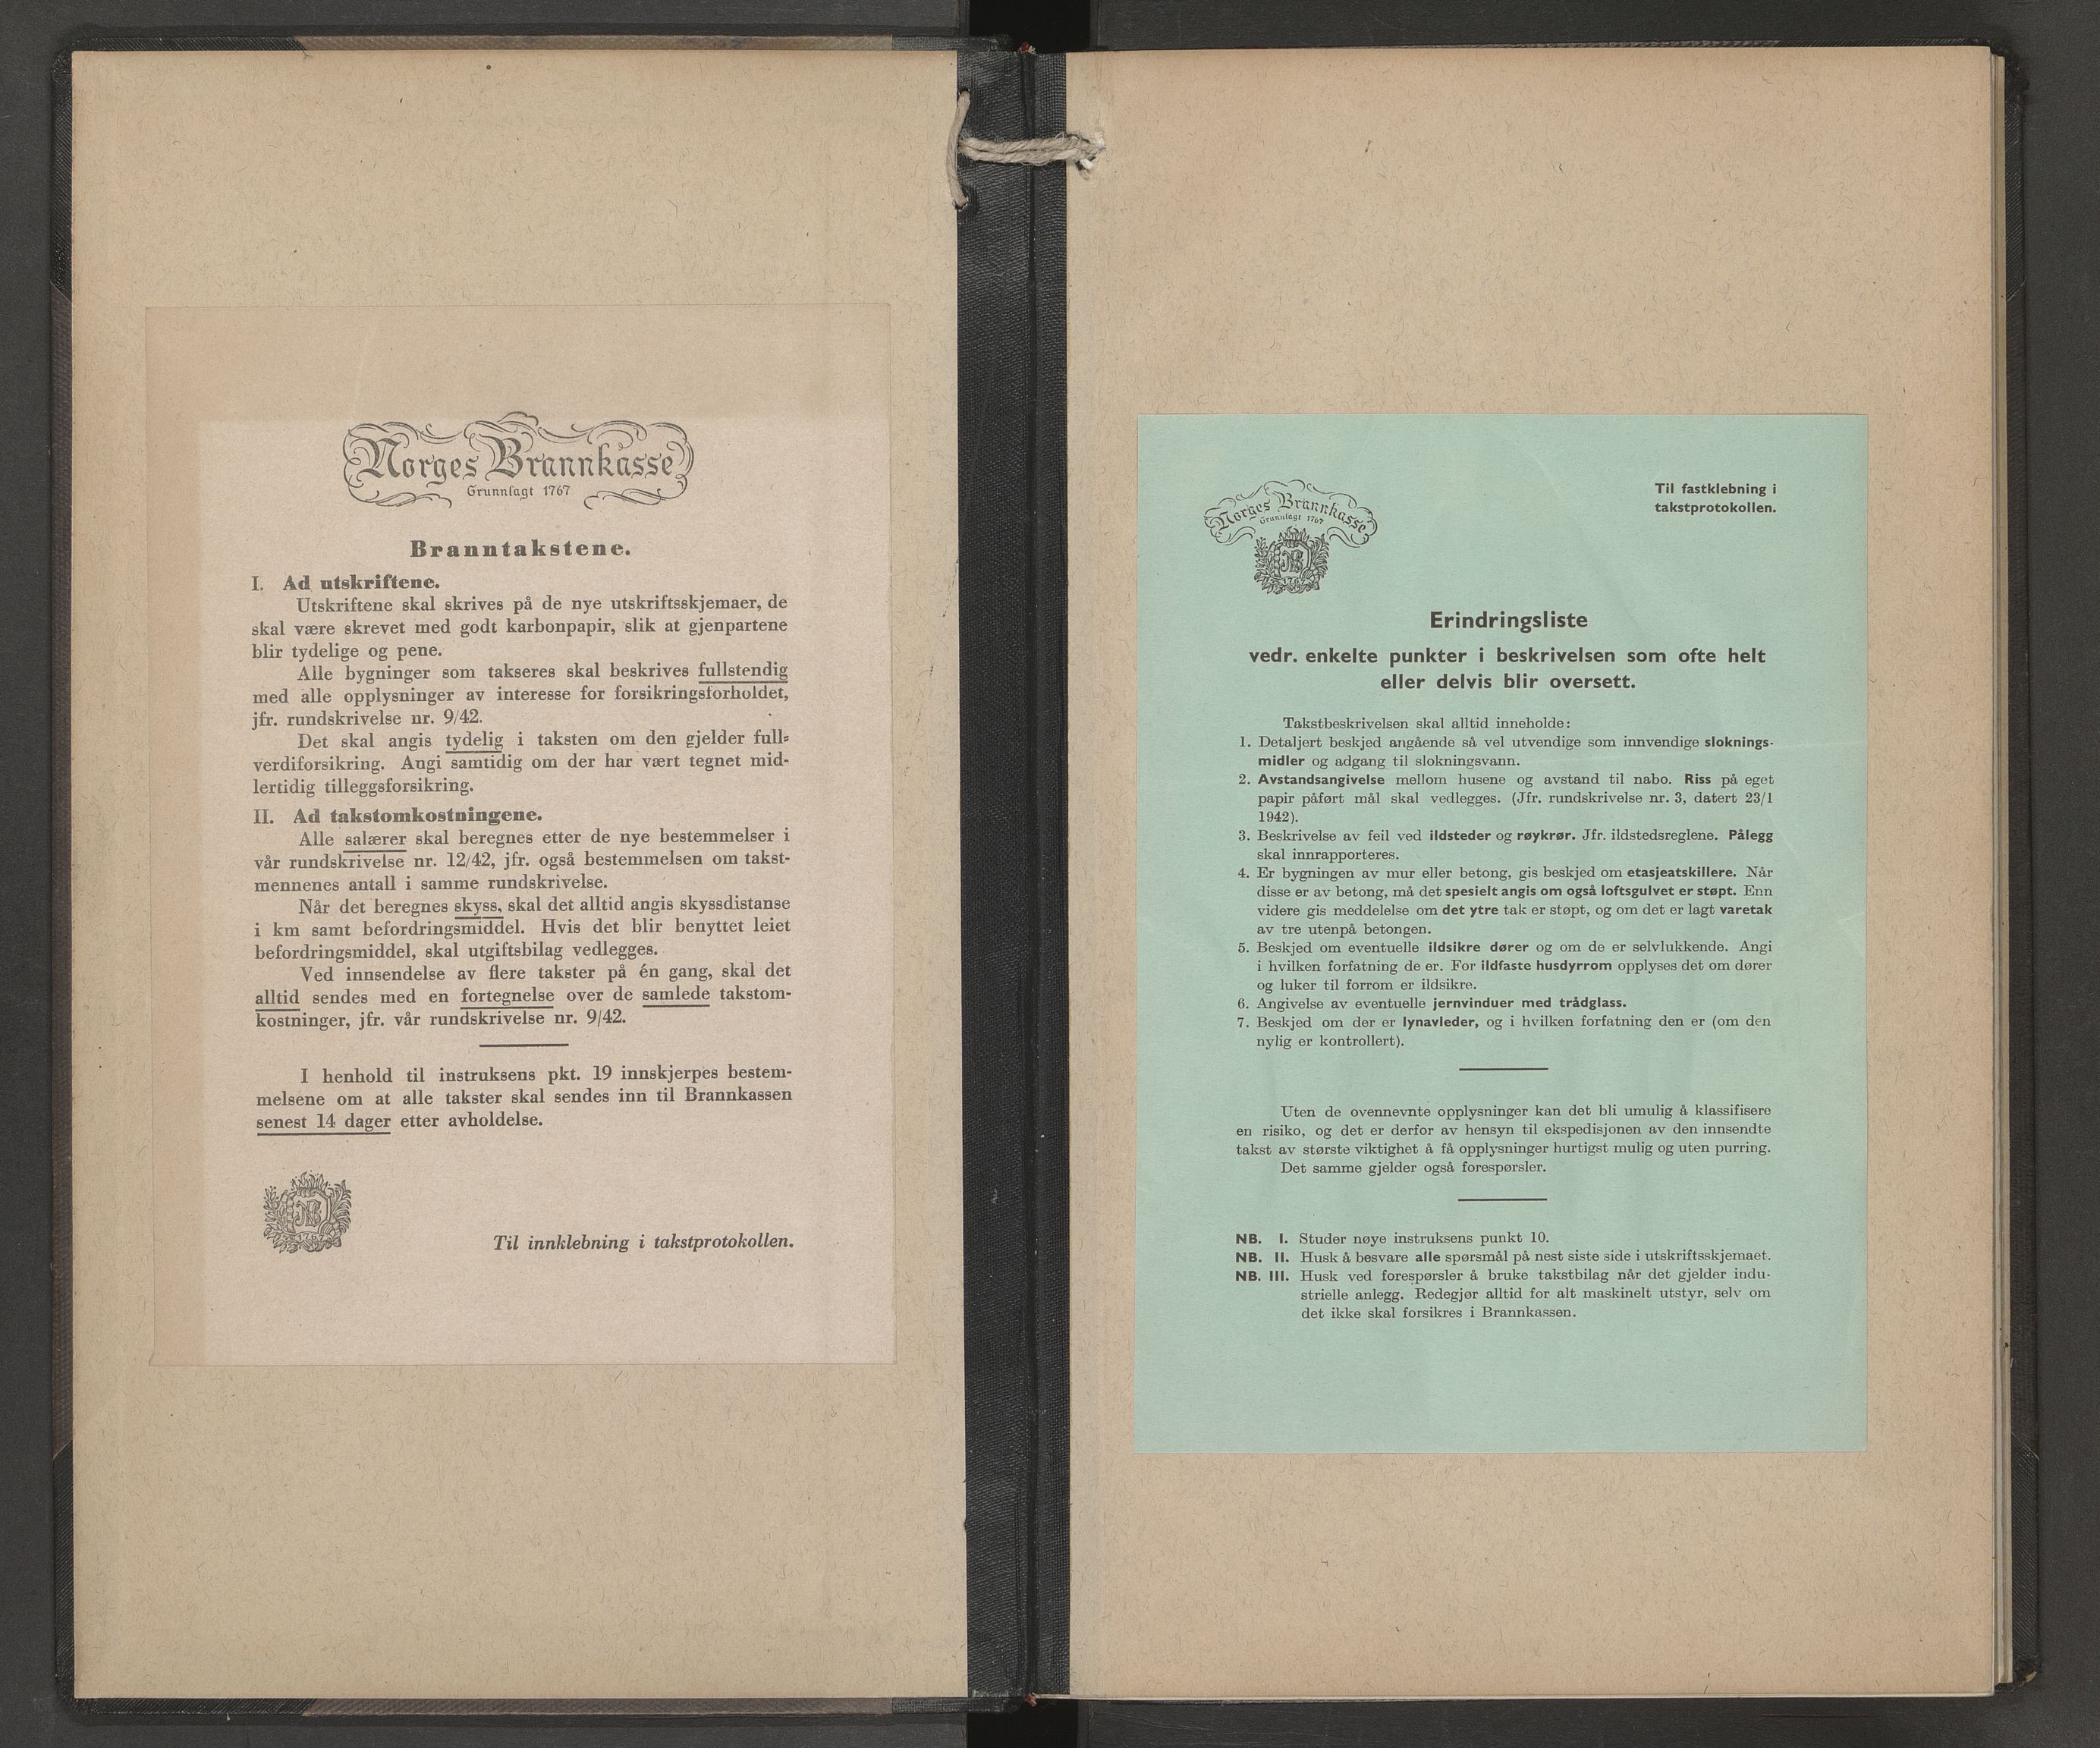 Norges Brannkasse
Grunnlagt 1767
Branntakstene.
I. Ad utskriftene.
Utskriftene skal skrives på de nye utskriftsskjemaer, de
skal være skrevet med godt karbonpapir, slik at gjenpartene
blir tydelige og pene.
Alle bygninger som takseres skal beskrives fullstendig
med alle opplysninger av interesse for forsikringsforholdet,
jfr. rundskrivelse nr. 9/42.
Det skal angis tydelig i taksten om den gjelder full-
verdiforsikring. Angi samtidig om der har vært tegnet mid-
lertidig tilleggsforsikring.
II. Ad takstomkostningene.
Alle salærer skal beregnes etter de nye bestemmelser i
vår rundskrivelse nr. 12/42, jfr. også bestemmelsen om takst-
mennenes antall i samme rundskrivelse.
Når det beregnes skyss, skal det alltid angis skyssdistanse
i km samt befordringsmiddel. Hvis det blir benyttet leiet
befordringsmiddel, skal utgiftsbilag vedlegges.
Ved innsendelse av flere takster på én gang, skal det
alltid sendes med en fortegnelse over de samlede takstom-
kostninger, jfr. vår rundskrivelse nr. 9/42.
I henhold til instruksens pkt. 19 innskjerpes bestem-
melsene om at alle takster skal sendes inn til Brannkassen
senest 14 dager etter avholdelse.
NB
1767
Til innklebning i takstprotokollen.
Norges Brannkasse
Grunnlagt 1767
NB
1767
Til fastklebning i
takstprotokollen.
Erindringsliste
vedr. enkelte punkter i beskrivelsen som ofte helt
eller delvis blir oversett.
Takstbeskrivelsen skal alltid inneholde:
1. Detaljert beskjed angående så vel utvendige som innvendige sloknings-
midler og adgang til slokningsvann.
2. Avstandsangivelse mellom husene og avstand til nabo. Riss på eget
papir påført mål skal vedlegges. (Jfr. rundskrivelse nr. 3, datert 23/1
1942).
3. Beskrivelse av feil ved ildsteder og røykrør. Jfr. ildstedsreglene. Pålegg
skal innrapporteres.
4. Er bygningen av mur eller betong, gis beskjed om etasjeatskillere. Når
disse er av betong, må det spesielt angis om også loftsgulvet er støpt. Enn
videre gis meddelelse om det ytre tak er støpt, og om det er lagt varetak
av tre utenpå betongen.
5. Beskjed om eventuelle ildsikre dører og om de er selvlukkende. Angi
i hvilken forfatning de er. For ildfaste husdyrrom opplyses det om dører
og luker til forrom er ildsikre.
6. Angivelse av eventuelle jernvinduer med trådglass.
7. Beskjed om der er lynavleder, og i hvilken forfatning den er (om den
nylig er kontrollert).
Uten de ovennevnte opplysninger kan det bli umulig å klassifisere
en risiko, og det er derfor av hensyn til ekspedisjonen av den innsendte
takst av største viktighet å få opplysninger hurtigst mulig og uten purring.
Det samme gjelder også forespørsler.
NB. I. Studer nøye instruksens punkt 10.
NB. II. Husk å besvare alle spørsmål på nest siste side i utskriftsskjemaet.
NB. III. Husk ved forespørsler å bruke takstbilag når det gjelder indu-
strielle anlegg. Redegjør alltid for alt maskinelt utstyr, selv om
det ikke skal forsikres i Brannkassen.